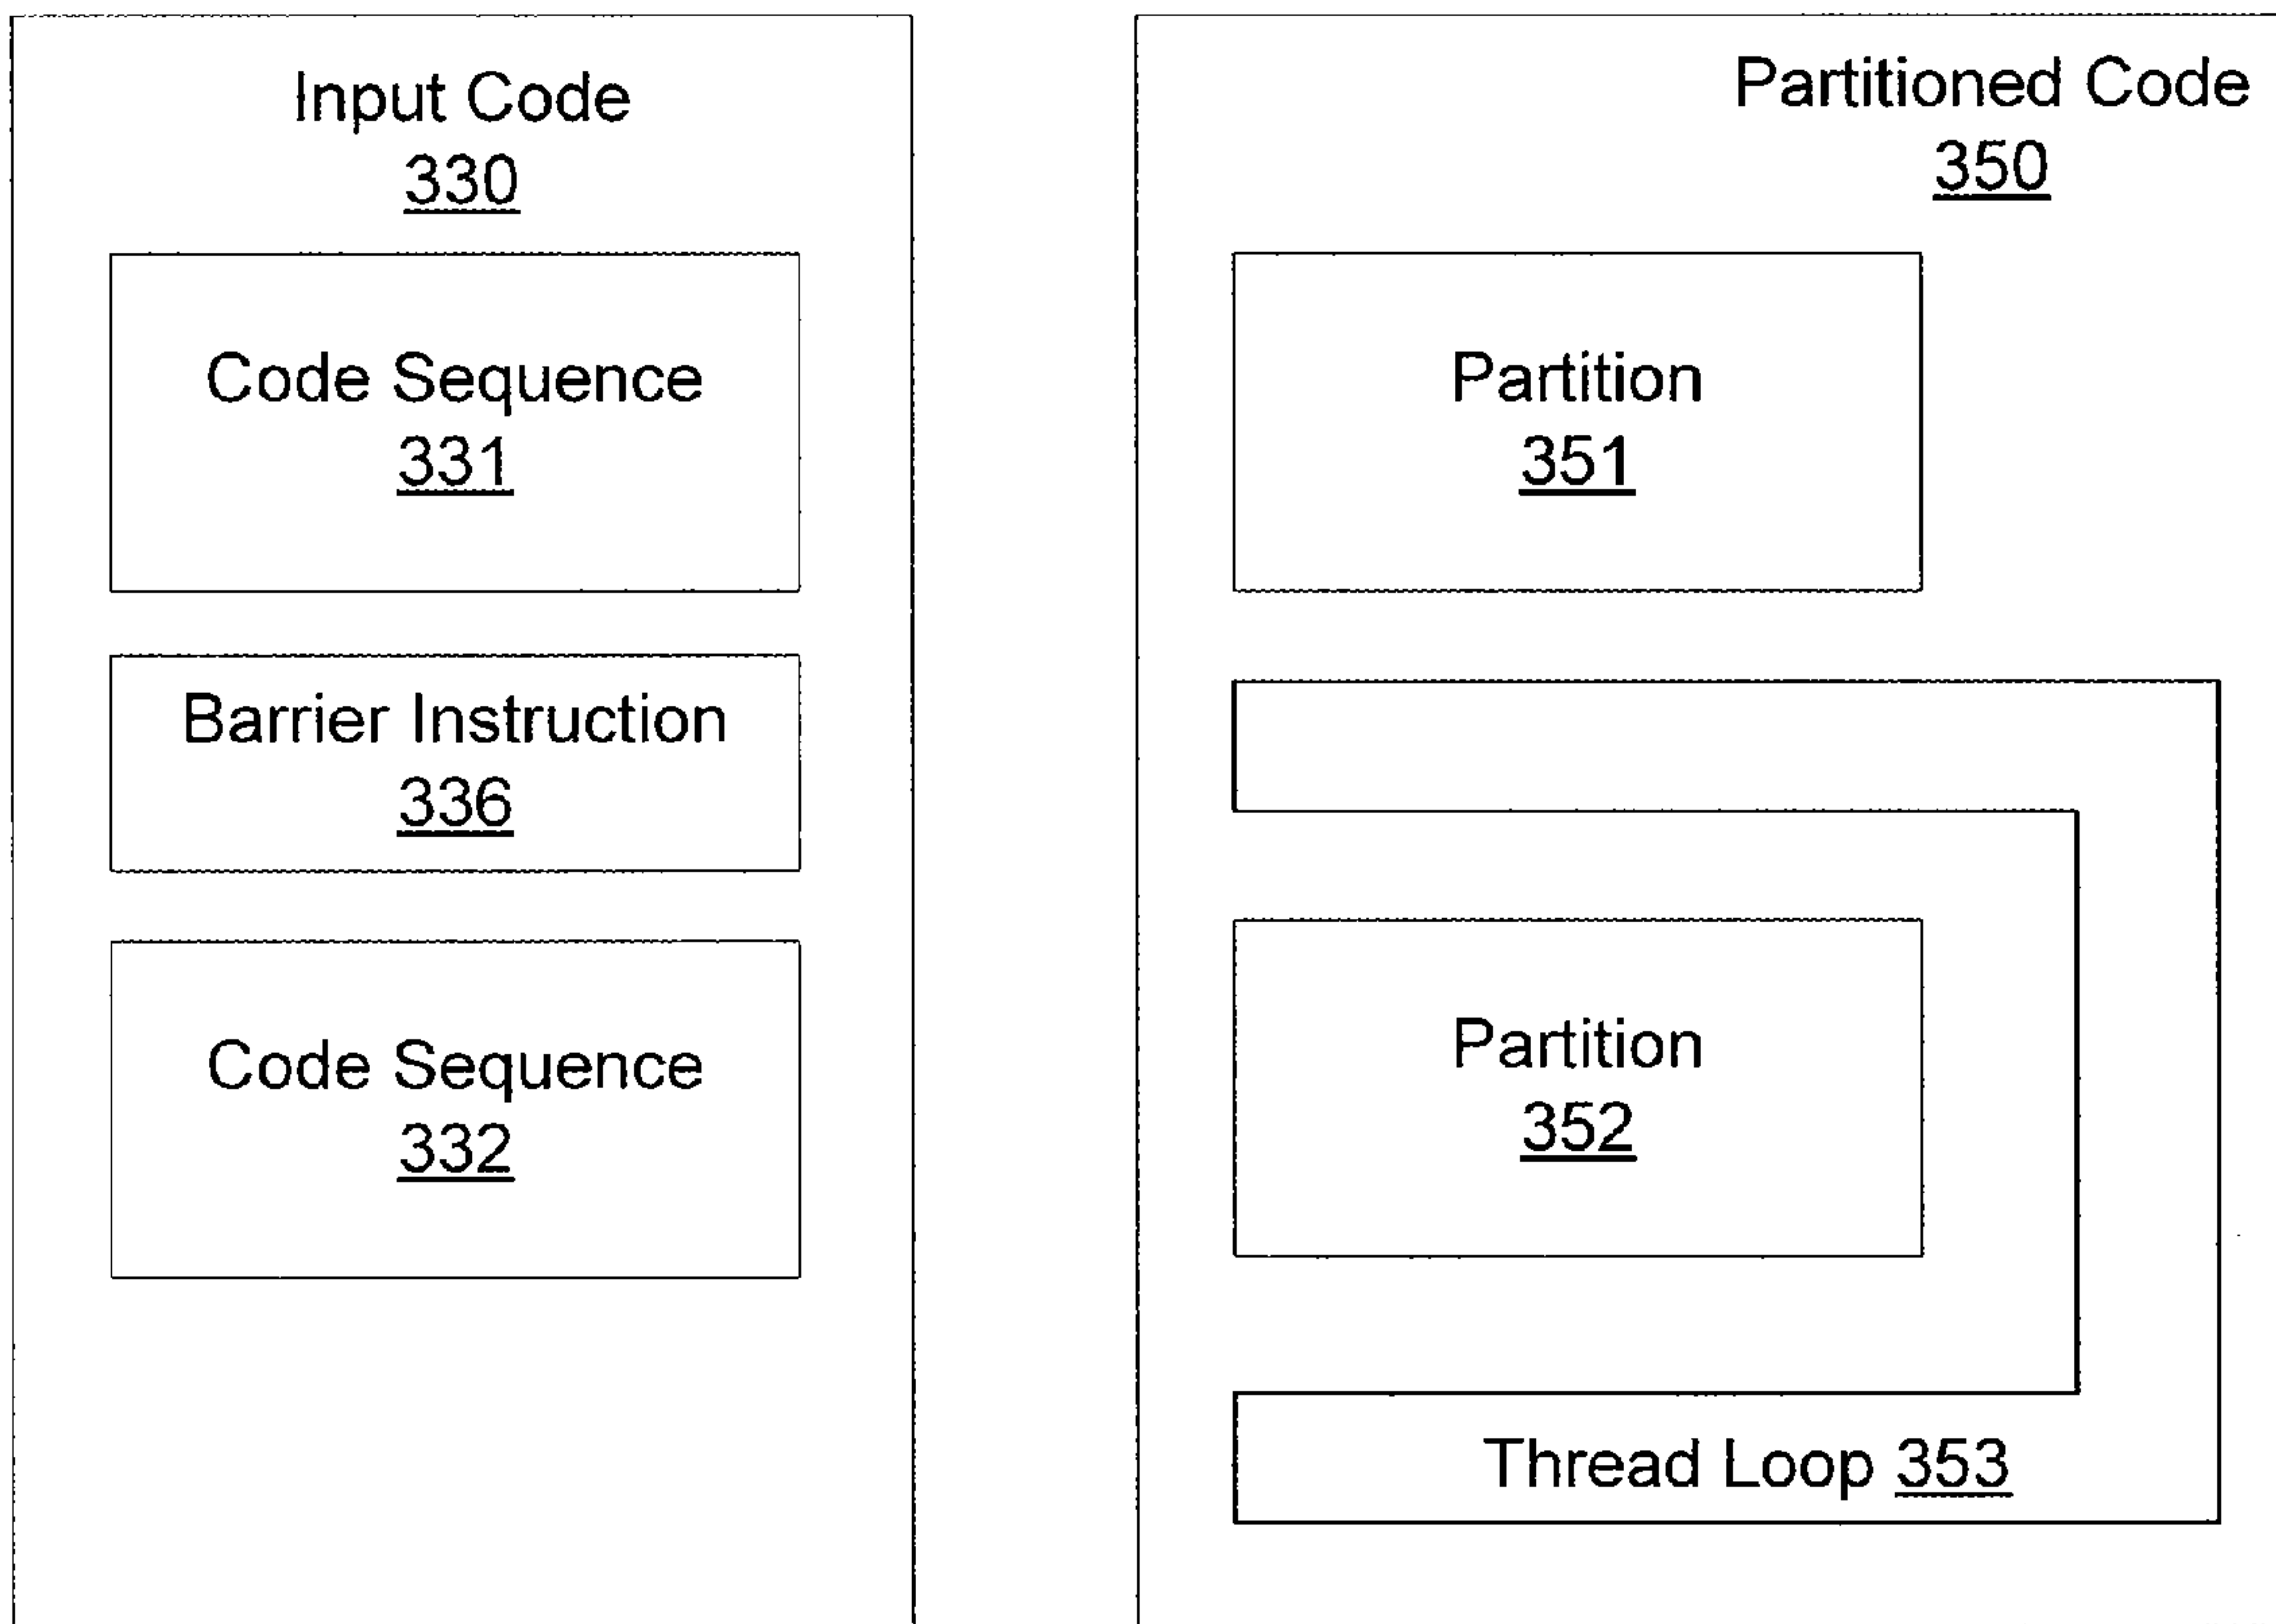 Input Code
330
Code Sequence
331
Barrier Instruction
336
Code Sequence
332
Partitioned Code
350
Partition
351
Partition
352
Thread Loop 353